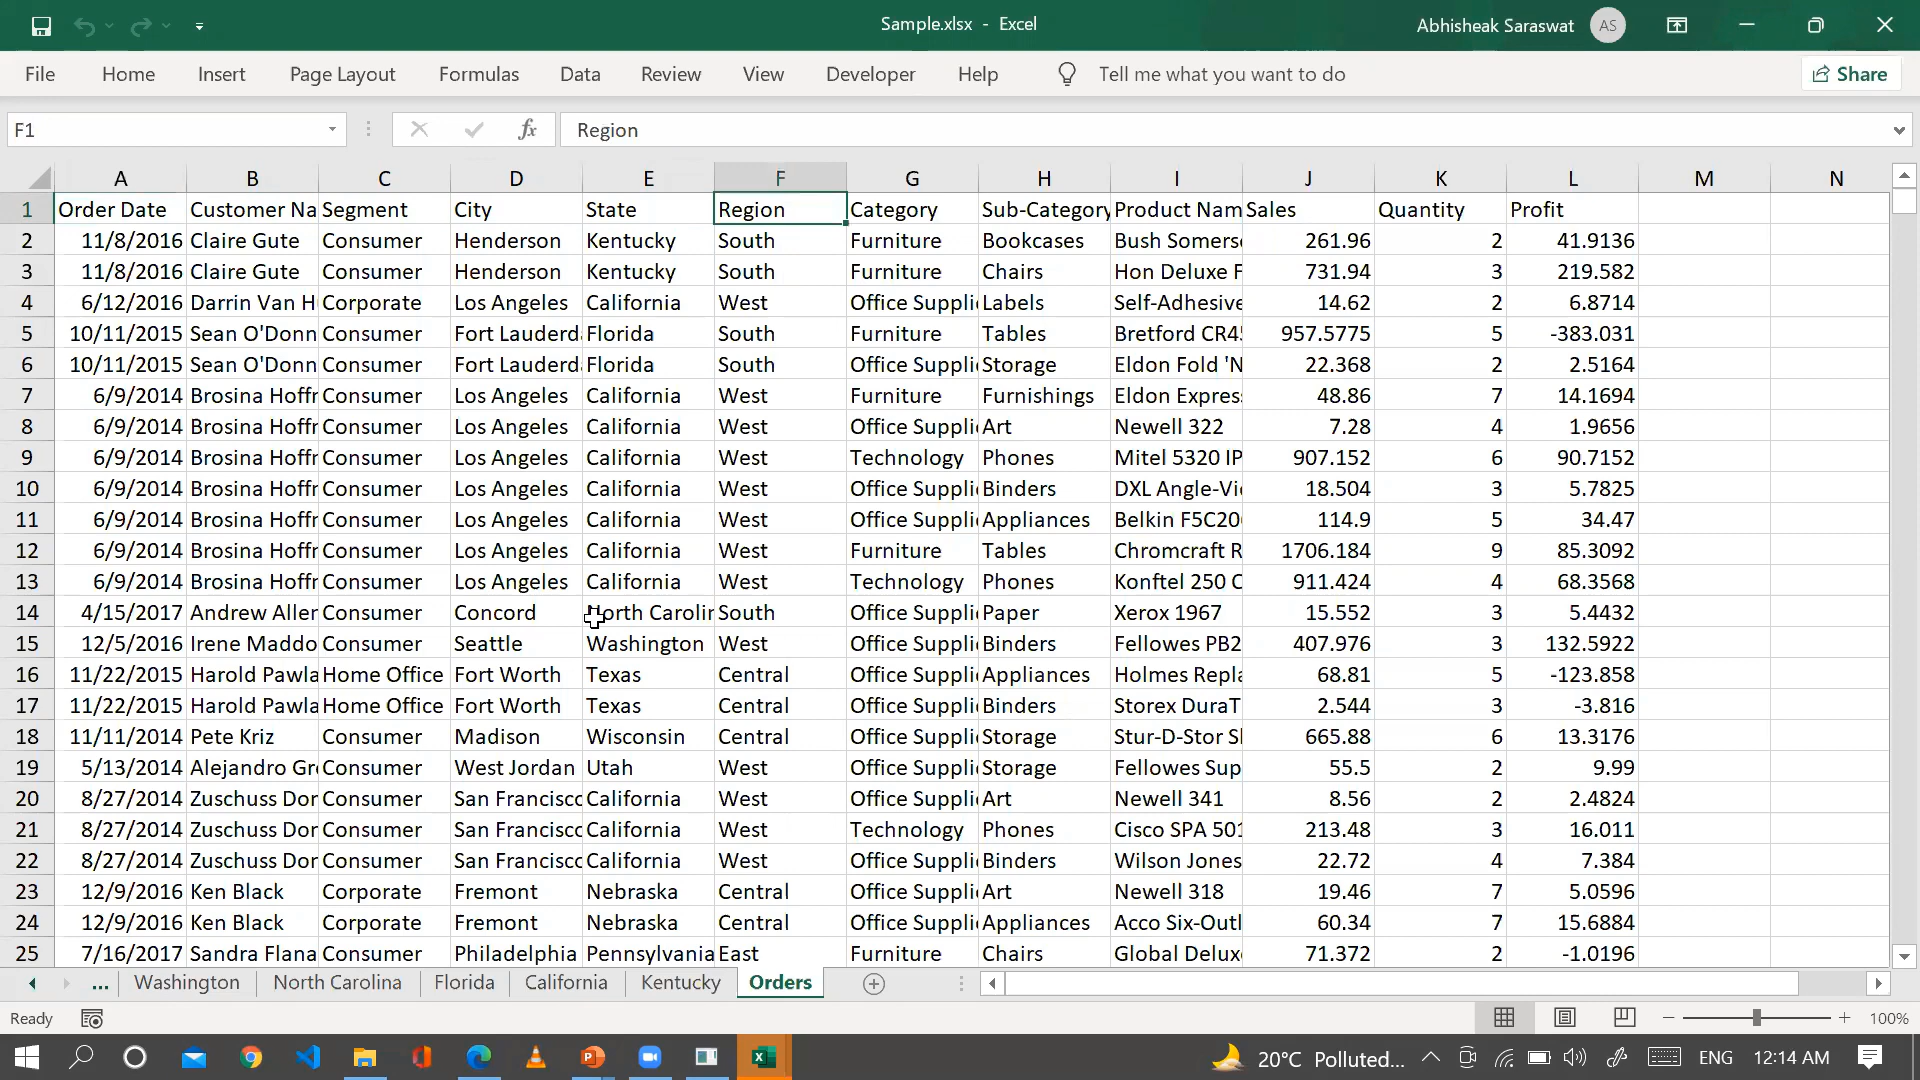 Sample.xlsx - Excel
Abhisheak Saraswat AS
File Home Insert Page Layout Formulas Data Review View Developer Help Tell me what you want to do Share
F1 fx Region
A B C D E F G H I J K L M N
1 Order Date Customer Na Segment City State Region Category Sub-Category Product Nam Sales Quantity Profit
2 11/8/2016 Claire Gute Consumer Henderson Kentucky South Furniture Bookcases Bush Somers 261.96 2 41.9136
3 11/8/2016 Claire Gute Consumer Henderson Kentucky South Furniture Chairs Hon Deluxe F 731.94 3 219.582
4 6/12/2016 Darrin Van H Corporate Los Angeles California West Office Suppli Labels Self-Adhesive 14.62 2 6.8714
5 10/11/2015 Sean O'Donn Consumer Fort Lauderd Florida South Furniture Tables Bretford CR4 957.5775 5 -383.031
6 10/11/2015 Sean O'Donn Consumer Fort Lauderd Florida South Office Suppli Storage Eldon Fold 'N 22.368 2 2.5164
7 6/9/2014 Brosina Hoff Consumer Los Angeles California West Furniture Furnishings Eldon Expres 48.86 7 14.1694
8 6/9/2014 Brosina Hoff Consumer Los Angeles California West Office Suppli Art Newell 322 7.28 4 1.9656
9 6/9/2014 Brosina Hoff Consumer Los Angeles California West Technology Phones Mitel 5320 IP 907.152 6 90.7152
10 6/9/2014 Brosina Hoff Consumer Los Angeles California West Office Suppli Binders DXL Angle-Vi 18.504 3 5.7825
11 6/9/2014 Brosina Hoff Consumer Los Angeles California West Office Suppli Appliances Belkin F5C20 114.9 5 34.47
12 6/9/2014 Brosina Hoff Consumer Los Angeles California West Furniture Tables Chromcraft R 1706.184 9 85.3092
13 6/9/2014 Brosina Hoff Consumer Los Angeles California West Technology Phones Konftel 250 C 911.424 4 68.3568
14 4/15/2017 Andrew Aller Consumer Concord North Carolin South Office Suppli Paper Xerox 1967 15.552 3 5.4432
15 12/5/2016 Irene Maddo Consumer Seattle Washington West Office Suppli Binders Fellowes PB2 407.976 3 132.5922
16 11/22/2015 Harold Pawla Home Office Fort Worth Texas Central Office Suppli Appliances Holmes Repla 68.81 5 -123.858
17 11/22/2015 Harold Pawla Home Office Fort Worth Texas Central Office Suppli Binders Storex DuraT 2.544 3 -3.816
18 11/11/2014 Pete Kriz Consumer Madison Wisconsin Central Office Suppli Storage Stur-D-Stor S 665.88 6 13.3176
19 5/13/2014 Alejandro Gr Consumer West Jordan Utah West Office Suppli Storage Fellowes Sup 55.5 2 9.99
20 8/27/2014 Zuschuss Dor Consumer San Francisco California West Office Suppli Art Newell 341 8.56 2 2.4824
21 8/27/2014 Zuschuss Dor Consumer San Francisco California West Technology Phones Cisco SPA 501 213.48 3 16.011
22 8/27/2014 Zuschuss Dor Consumer San Francisco California West Office Suppli Binders Wilson Jones 22.72 4 7.384
23 12/9/2016 Ken Black Corporate Fremont Nebraska Central Office Suppli Art Newell 318 19.46 7 5.0596
24 12/9/2016 Ken Black Corporate Fremont Nebraska Central Office Suppli Appliances Acco Six-Outl 60.34 7 15.6884
25 7/16/2017 Sandra Flana Consumer Philadelphia Pennsylvania East Furniture Chairs Global Delux 71.372 2 -1.0196
... Washington North Carolina Florida California Kentucky Orders
Ready 100%
20°C Polluted... ENG 12:14 AM